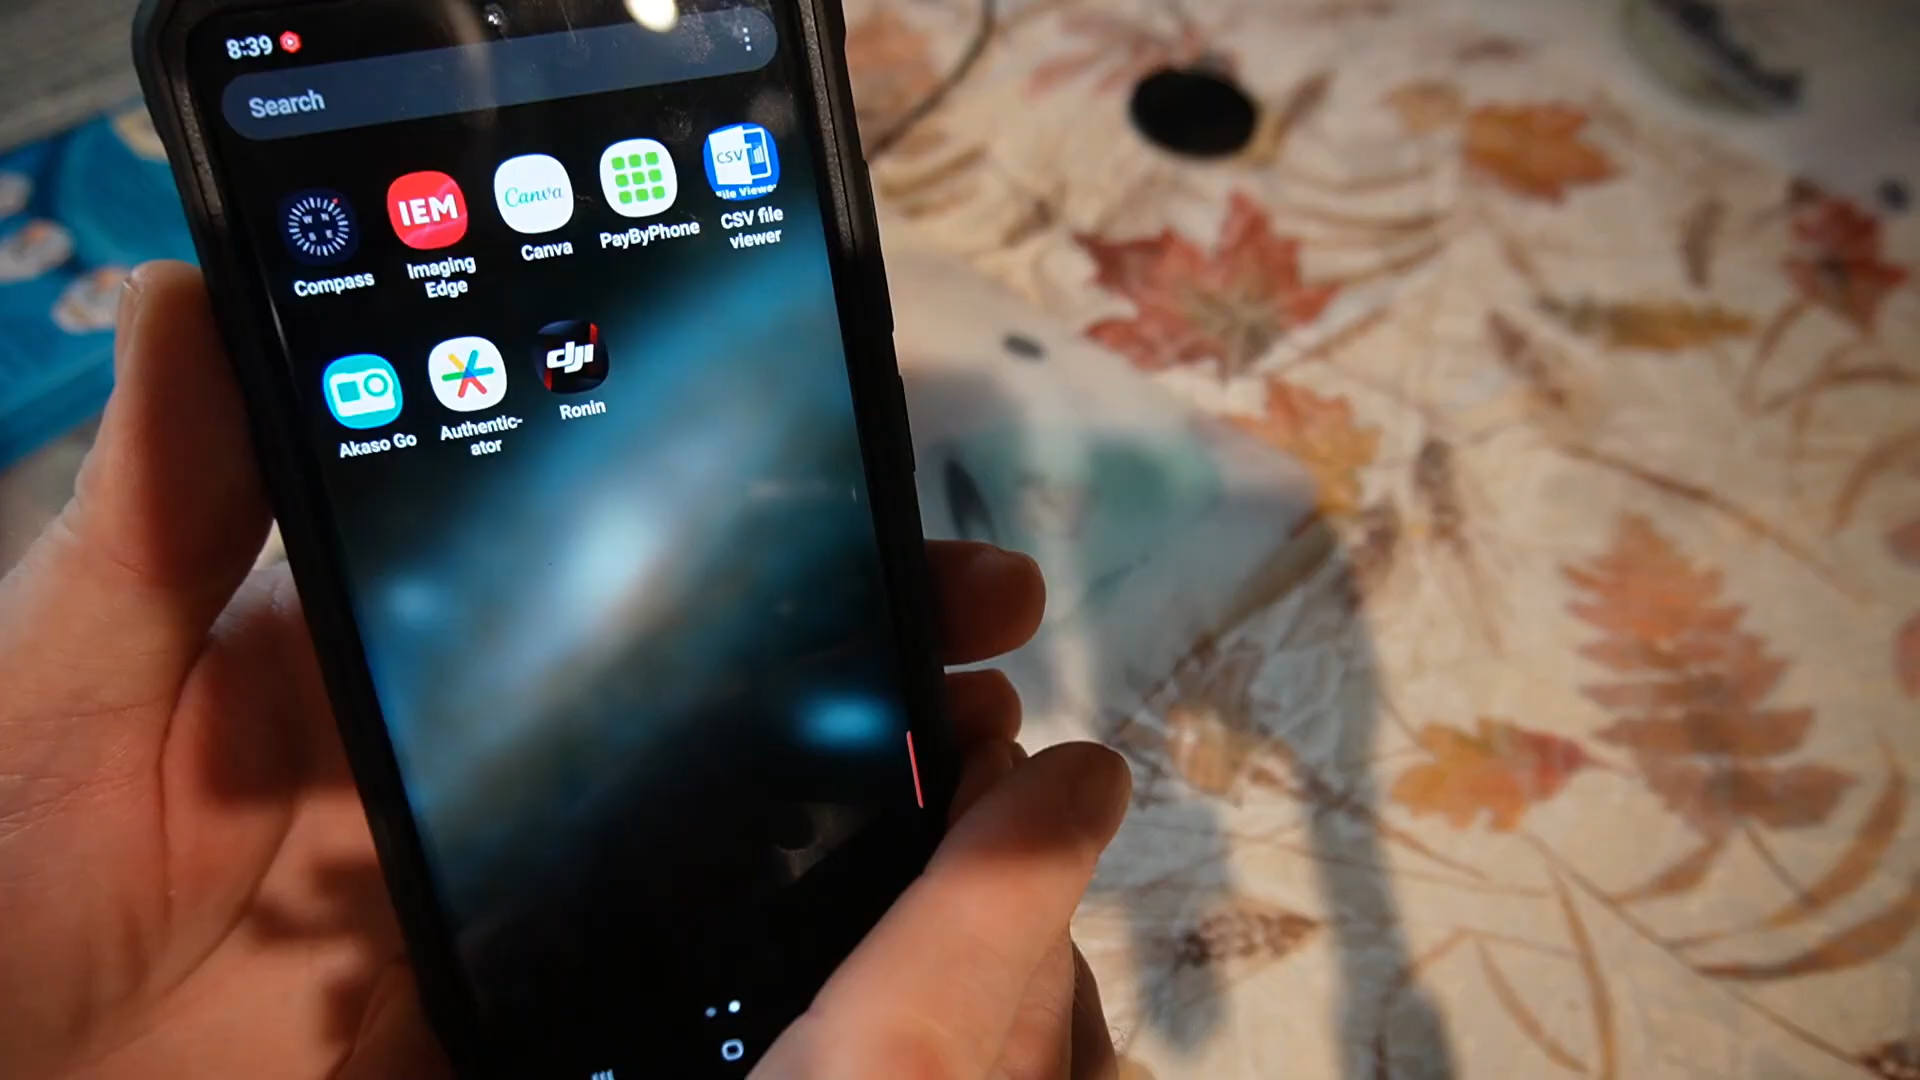 8:39
Search
W N
IEM
Canva
CSV
File Viewer
Compass
Imaging
Edge
Canva
PayByPhone
CSV file
viewer
dji
Akaso Go
Authentic-
ator
Ronin